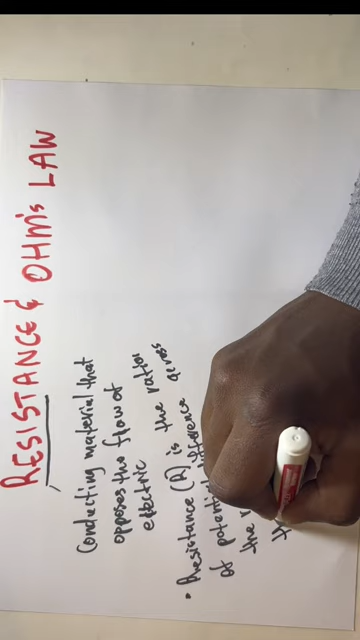 RESISTANCE & OHM's LAW
Conducting material that
opposes the flow of
electric
• Resistance (R) is the ratio
of potential difference across
the